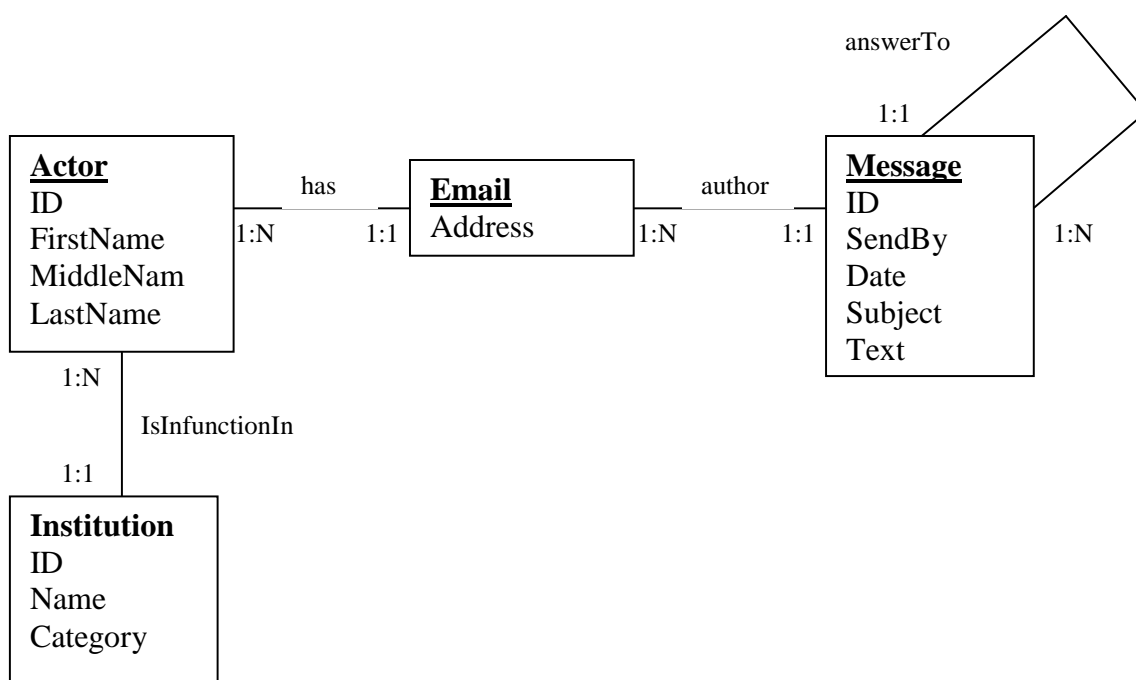 answerTo
1:1
Actor
ID
FirstName
MiddleNam
LastName
has
1:N
1:1
Email
Address
author
1:N
1:1
Message
ID
SendBy
Date
Subject
Text
1:N
1:N
IsInfunctionIn
1:1
Institution
ID
Name
Category